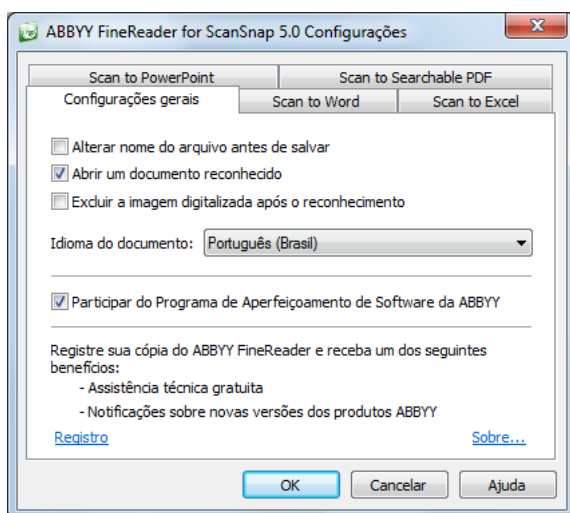 ABBYY FineReader for ScanSnap 5.0 Configurações
Scan to PowerPoint
Scan to Searchable PDF
Configurações gerais
Scan to Word
Scan to Excel
Alterar nome do arquivo antes de salvar
Abrir um documento reconhecido
Excluir a imagem digitalizada após o reconhecimento
Idioma do documento: Português (Brasil)
Participar do Programa de Aperfeiçoamento de Software da ABBYY
Registre sua cópia do ABBYY FineReader e receba um dos seguintes
benefícios:
- Assistência técnica gratuita
- Notificações sobre novas versões dos produtos ABBYY
Registro
Sobre...
OK
Cancelar
Ajuda